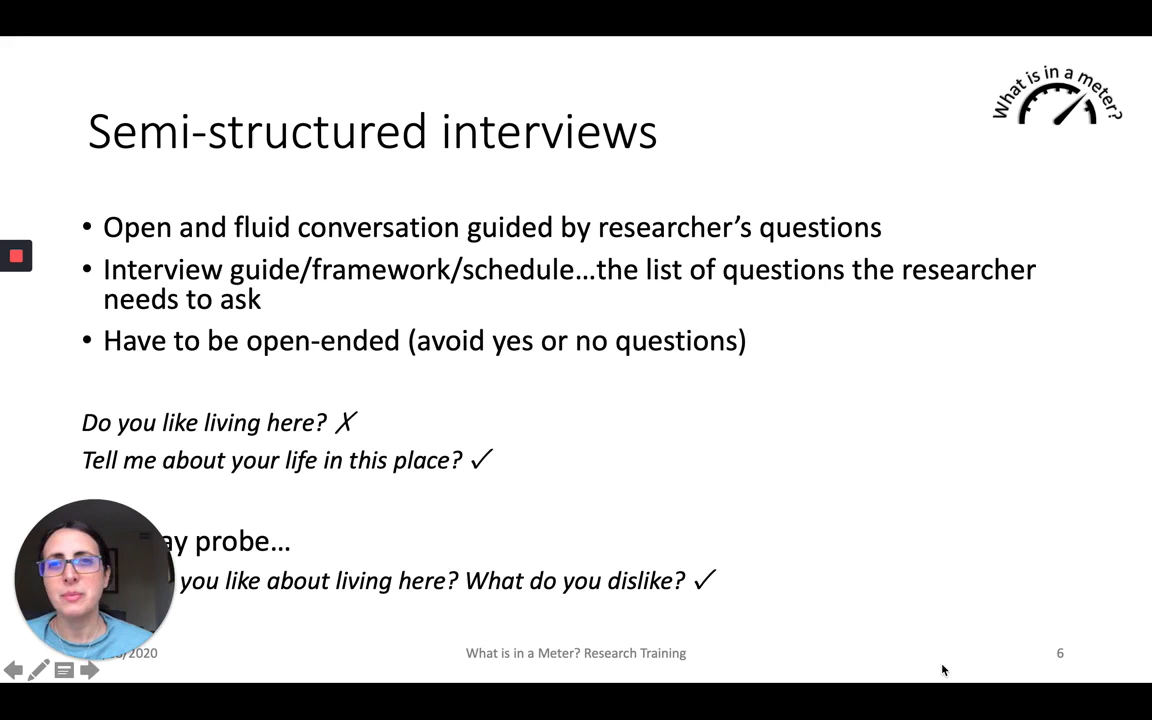 What is in a meter?
Semi-structured interviews
• Open and fluid conversation guided by researcher’s questions
• Interview guide/framework/schedule…the list of questions the researcher
needs to ask
• Have to be open-ended (avoid yes or no questions)
Do you like living here? ✗
Tell me about your life in this place? ✓
probe…
you like about living here? What do you dislike? ✓
/2020
What is in a Meter? Research Training
6